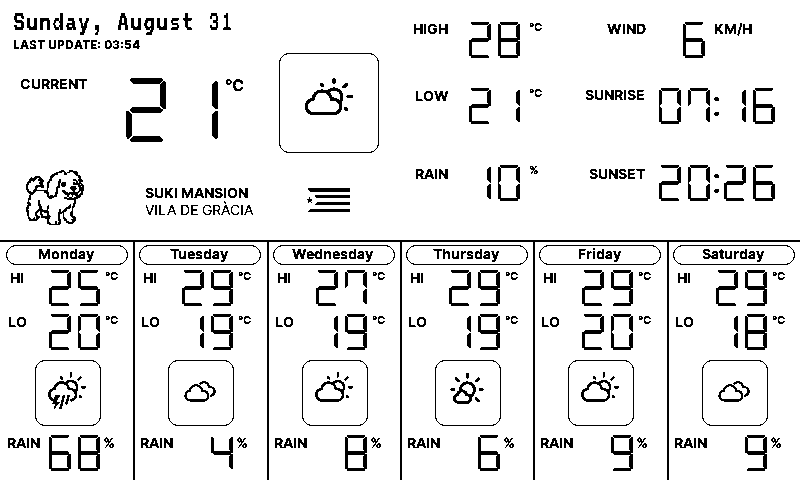 Sunday, August 31
LAST UPDATE: 03:54
CURRENT 21 °C
HIGH 28 °C
LOW 21 °C
RAIN 10 %
WIND 6 KM/H
SUNRISE 07:16
SUNSET 20:26
SUKI MANSION
VILA DE GRÀCIA
Monday
HI 25 °C
LO 20 °C
RAIN 68 %
Tuesday
HI 29 °C
LO 19 °C
RAIN 4 %
Wednesday
HI 27 °C
LO 19 °C
RAIN 8 %
Thursday
HI 29 °C
LO 19 °C
RAIN 6 %
Friday
HI 29 °C
LO 20 °C
RAIN 9 %
Saturday
HI 29 °C
LO 18 °C
RAIN 9 %